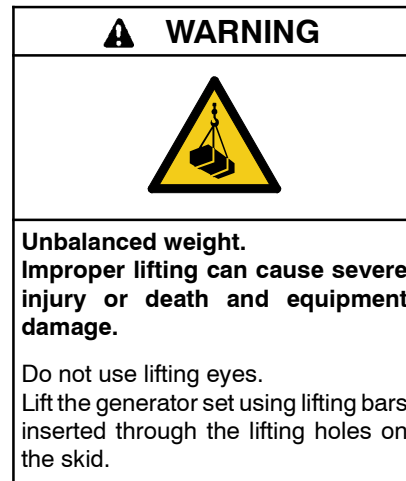 WARNING
Unbalanced weight.
Improper lifting can cause severe
injury or death and equipment
damage.
Do not use lifting eyes.
Lift the generator set using lifting bars
inserted through the lifting holes on
the skid.